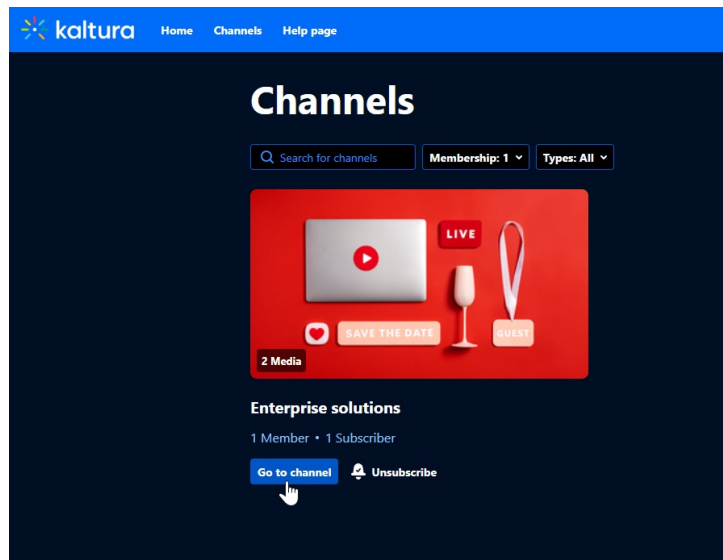 kaltura Home Channels Help page
Channels
Search for channels Membership: 1 Types: All
LIVE
SAVE THE DATE GUEST
2 Media
Enterprise solutions
1 Member • 1 Subscriber
Go to channel Unsubscribe